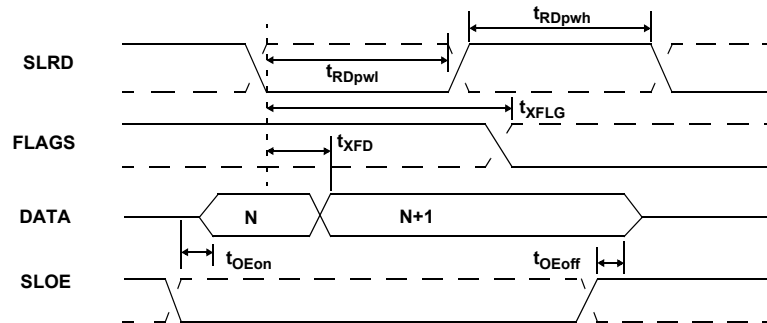 SLRD
tRDpwh
tRDpwl
tXFLG
FLAGS
tXFD
DATA
N
N+1
tOEon
tOEoff
SLOE